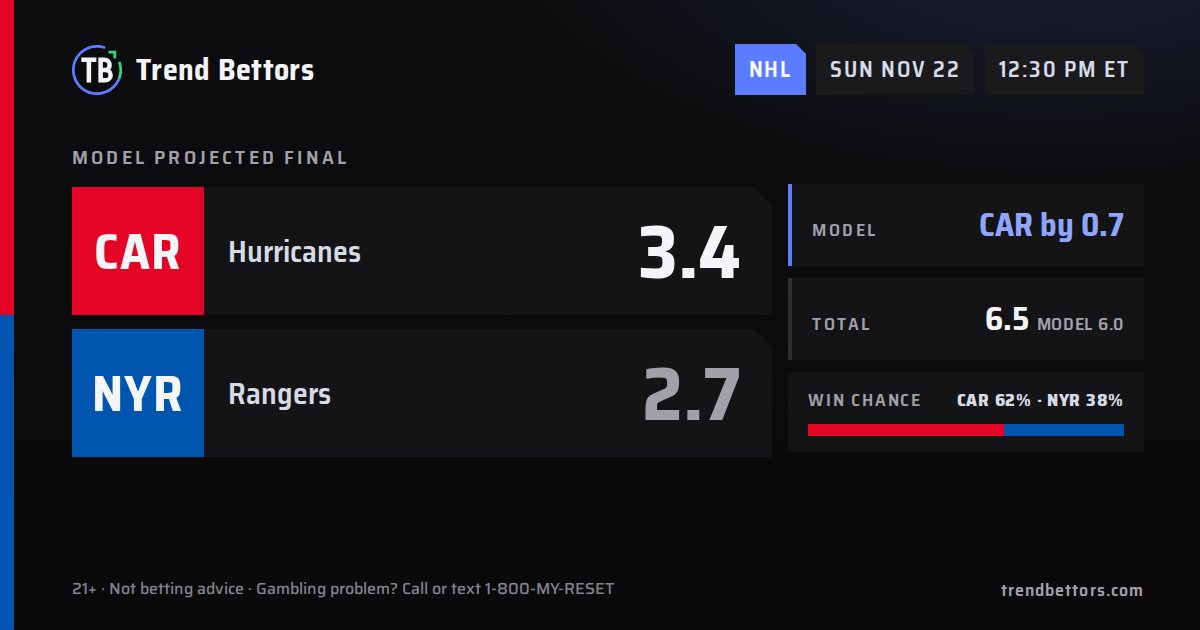 TB Trend Bettors
NHL
SUN NOV 22
12:30 PM ET
MODEL PROJECTED FINAL
CAR Hurricanes 3.4
NYR Rangers 2.7
MODEL CAR by 0.7
TOTAL 6.5 MODEL 6.0
WIN CHANCE CAR 62% · NYR 38%
21+ · Not betting advice · Gambling problem? Call or text 1-800-MY-RESET
trendbettors.com